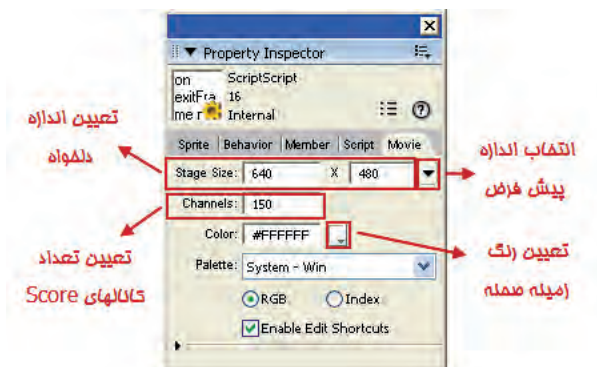 Property Inspector
on
exitFra
me r
ScriptScript
16
Internal
Sprite Behavior Member Script Movie
Stage Size: 640 X 480
Channels: 150
Color: #FFFFFF
Palette: System - Win
RGB Index
Enable Edit Shortcuts
تعیین اندازه
دلخواه
تعیین تعداد
کانالهای Score
انتخاب اندازه
پیش فرض
تعیین رنگ
زمینه صحنه